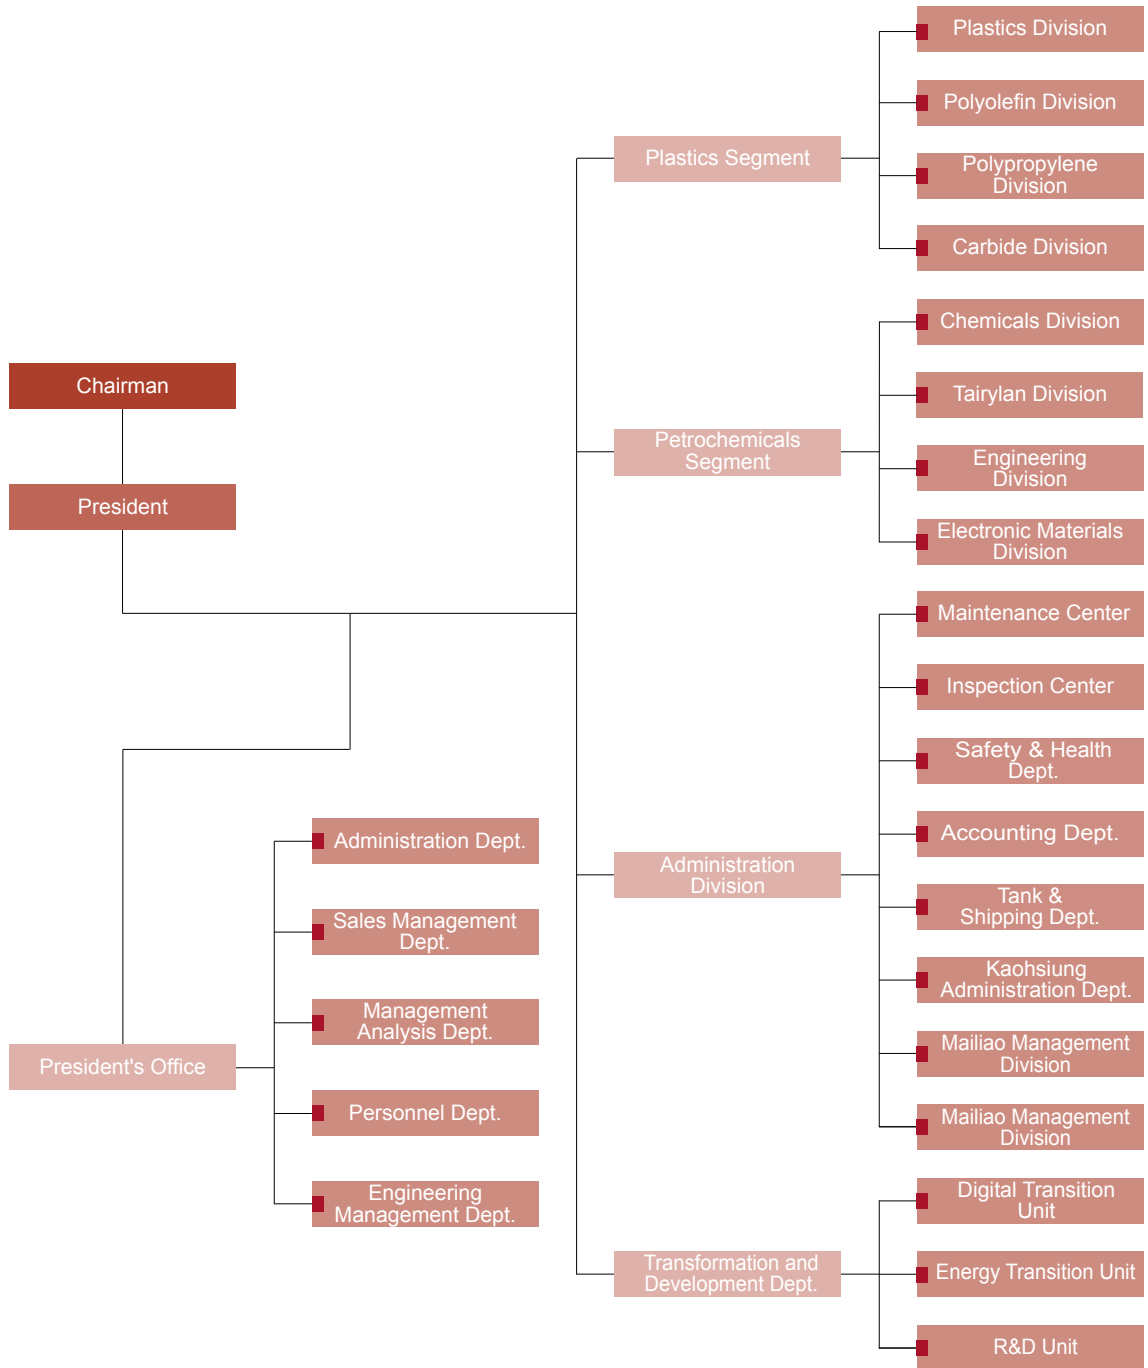 Chairman
President
President's Office
Administration Dept.
Sales Management
Dept.
Management
Analysis Dept.
Personnel Dept.
Engineering
Management Dept.
Plastics Segment
Plastics Division
Polyolefin Division
Polypropylene
Division
Carbide Division
Petrochemicals
Segment
Chemicals Division
Tairylan Division
Engineering
Division
Electronic Materials
Division
Administration
Division
Maintenance Center
Inspection Center
Safety & Health
Dept.
Accounting Dept.
Tank &
Shipping Dept.
Kaohsiung
Administration Dept.
Mailiao Management
Division
Mailiao Management
Division
Transformation and
Development Dept.
Digital Transition
Unit
Energy Transition Unit
R&D Unit